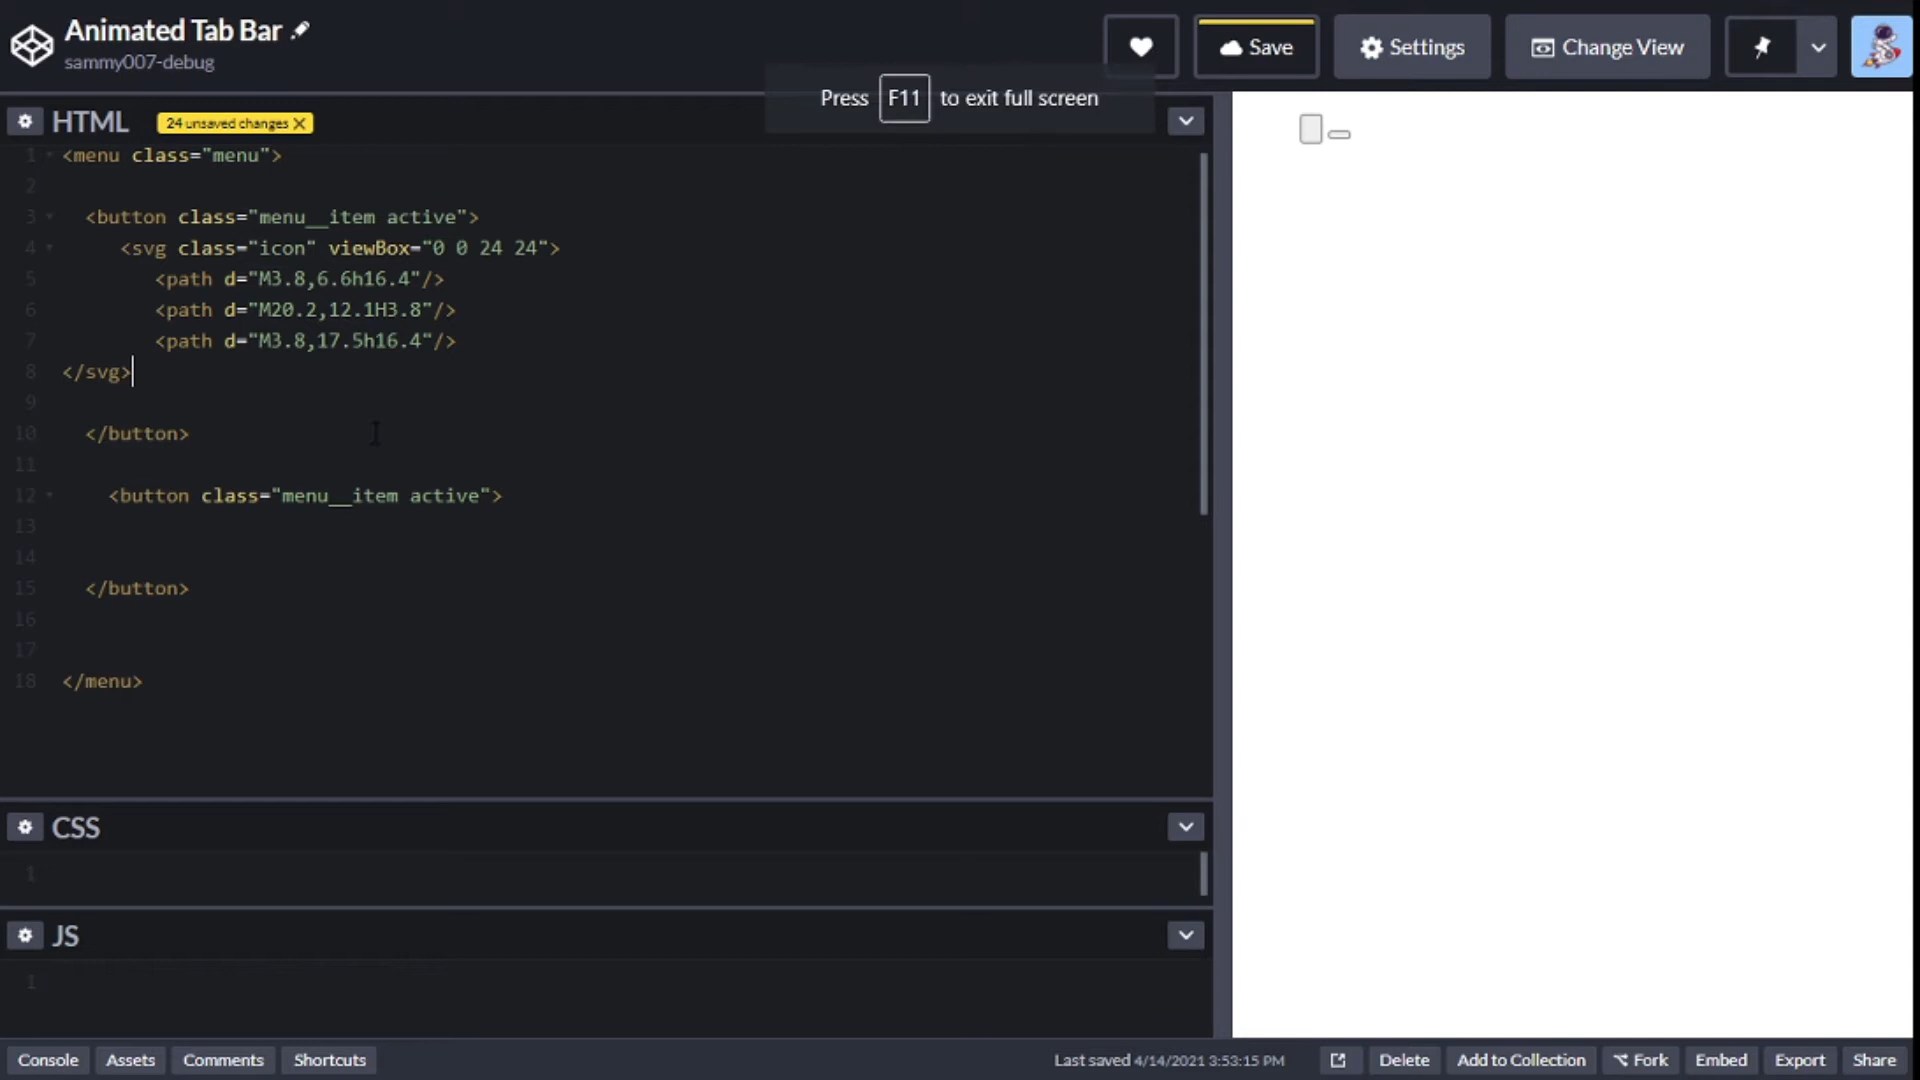 Animated Tab Bar
sammy007-debug
Save
Settings
Change View
Press F11 to exit full screen
HTML
24 unsaved changes X
1 <menu class="menu">
2
3 <button class="menu__item active">
4 <svg class="icon" viewBox="0 0 24 24">
5 <path d="M3.8,6.6h16.4"/>
6 <path d="M20.2,12.1H3.8"/>
7 <path d="M3.8,17.5h16.4"/>
8 </svg>
9
10 </button>
11
12 <button class="menu__item active">
13
14
15 </button>
16
17
18 </menu>
CSS
1
JS
1
Console Assets Comments Shortcuts Last saved 4/14/2021 3:53:15 PM Delete Add to Collection Fork Embed Export Share